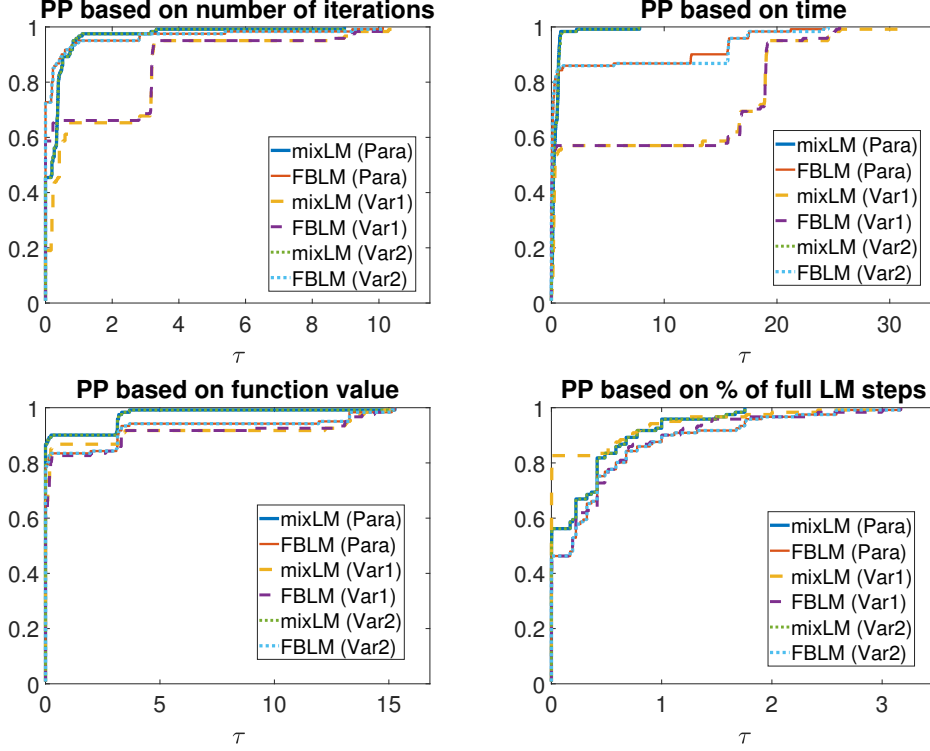 PP based on number of iterations
1
0.8
0.6
0.4
0.2
0
mixLM (Para)
FBLM (Para)
mixLM (Var1)
FBLM (Var1)
mixLM (Var2)
FBLM (Var2)
0 2 4 6 8 10
τ
PP based on time
1
0.8
0.6
0.4
0.2
0
mixLM (Para)
FBLM (Para)
mixLM (Var1)
FBLM (Var1)
mixLM (Var2)
FBLM (Var2)
0 10 20 30
τ
PP based on function value
1
0.8
0.6
0.4
0.2
0
mixLM (Para)
FBLM (Para)
mixLM (Var1)
FBLM (Var1)
mixLM (Var2)
FBLM (Var2)
0 5 10 15
τ
PP based on % of full LM steps
1
0.8
0.6
0.4
0.2
0
mixLM (Para)
FBLM (Para)
mixLM (Var1)
FBLM (Var1)
mixLM (Var2)
FBLM (Var2)
0 1 2 3
τ